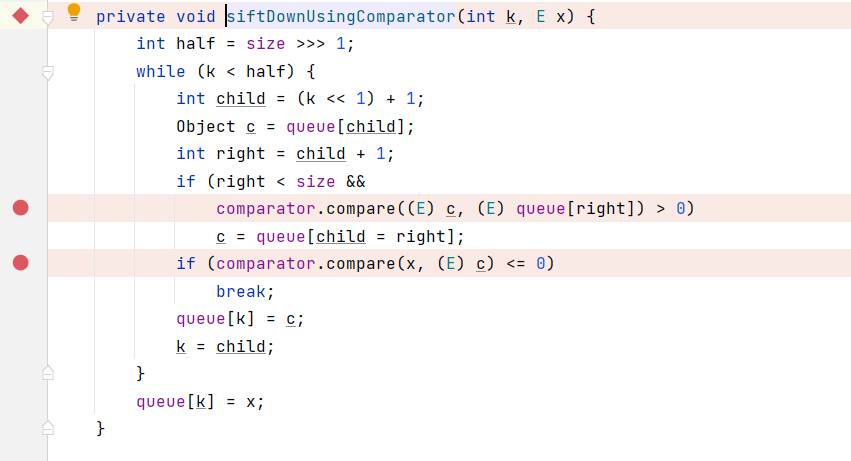 private void siftDownUsingComparator(int k, E x) {
    int half = size >>> 1;
    while (k < half) {
        int child = (k << 1) + 1;
        Object c = queue[child];
        int right = child + 1;
        if (right < size &&
            comparator.compare((E) c, (E) queue[right]) > 0)
            c = queue[child = right];
        if (comparator.compare(x, (E) c) <= 0)
            break;
        queue[k] = c;
        k = child;
    }
    queue[k] = x;
}